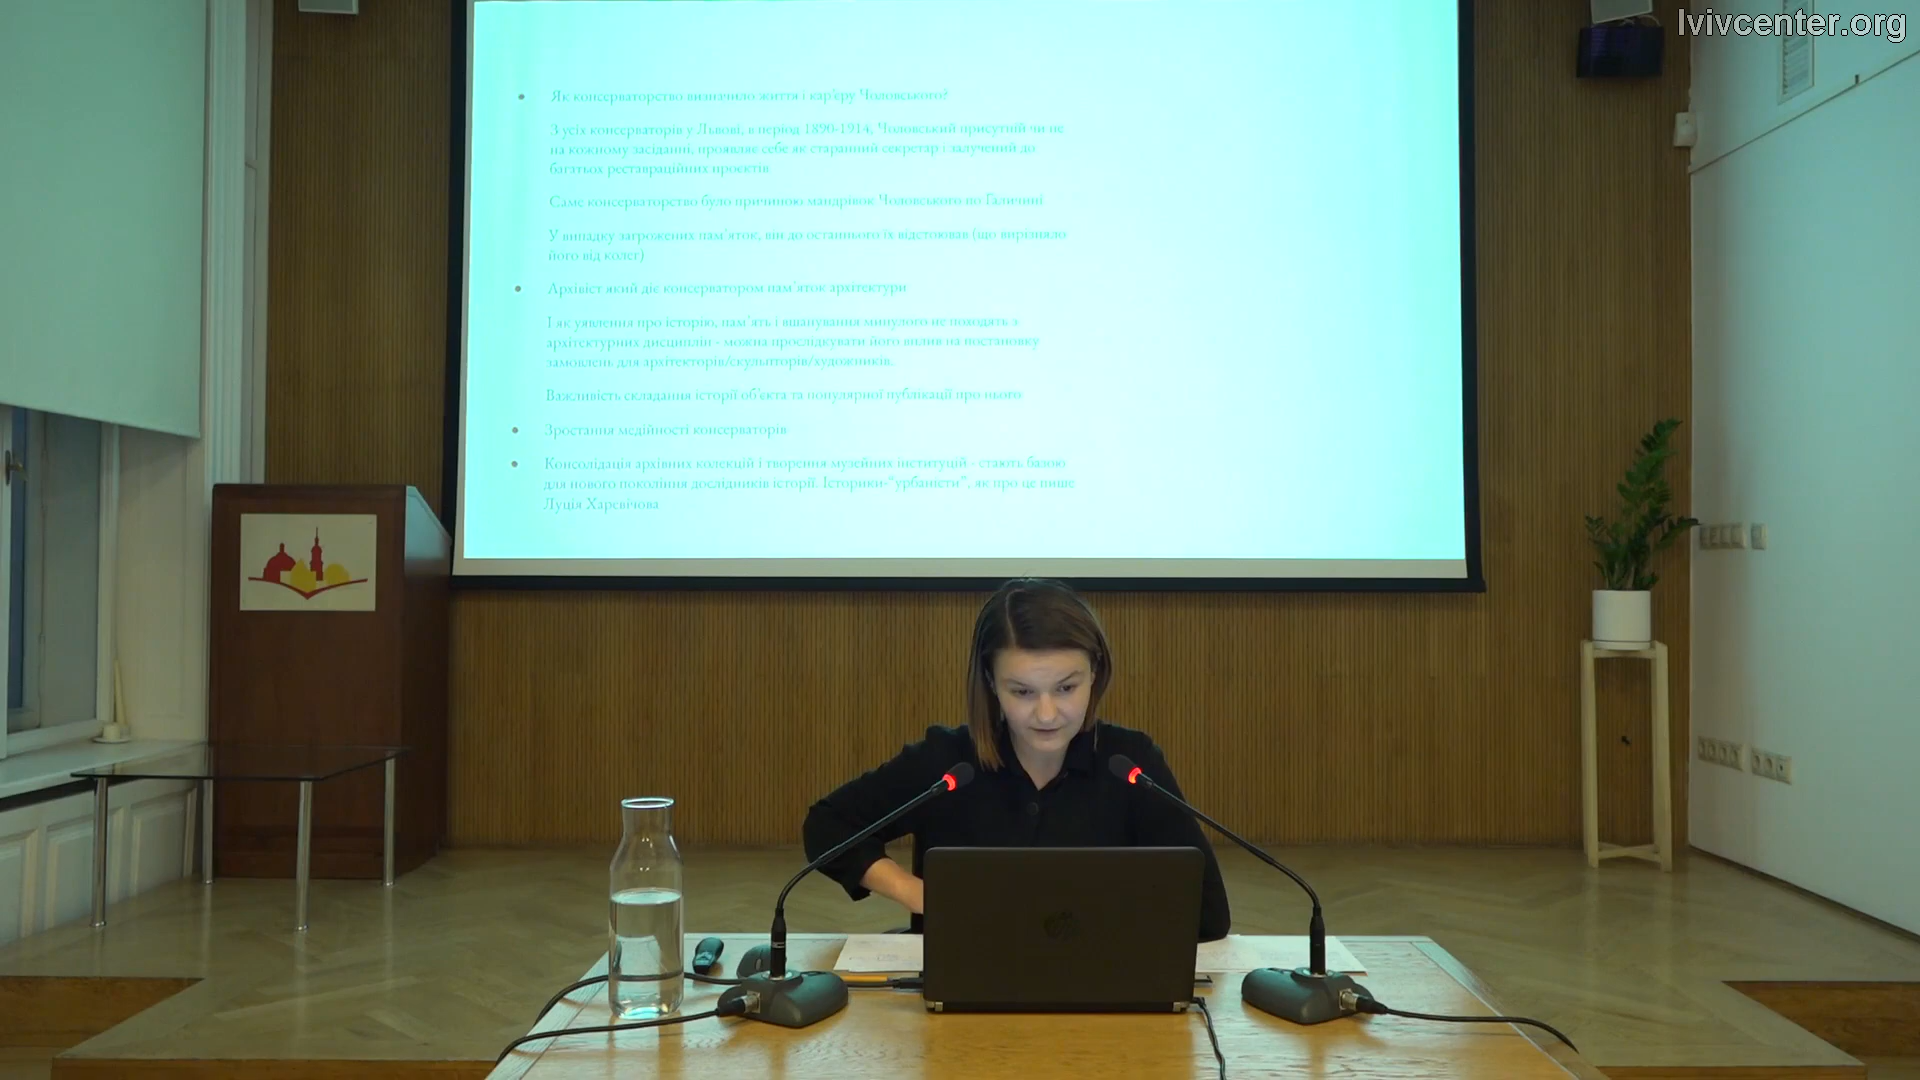 lvivcenter.org
Як консерваторство визначило життя і кар'єру Чоловського?
З усіх консерваторів у Львові, в період 1890-1914, Чоловський присутній чи не
на кожному засіданні, проявляє себе як старанний секретар і залучений до
багатьох реставраційних проектів
Саме консерваторство було причиною мандрівок Чоловського по Галичині
У випадку загрожених пам'яток, він до останнього їх відстоював (що вирізняло
його від колег)
Архівіст який діє консерватором пам'яток архітектури
І як уявлення про історію, пам'ять і вшанування минулого не походять з
архітектурних дисциплін - можна прослідкувати його вплив на постановку
замовлень для архітекторів/скульпторів/художників.
Важливість складання історії об'єкта та популярної публікації про нього
Зростання медійності консерваторів
Консолідація архівних колекцій і творення музейних інституцій - стають базою
для нового покоління дослідників історії. Історики-"урбаністи", як про це пише
Луція Харевічова